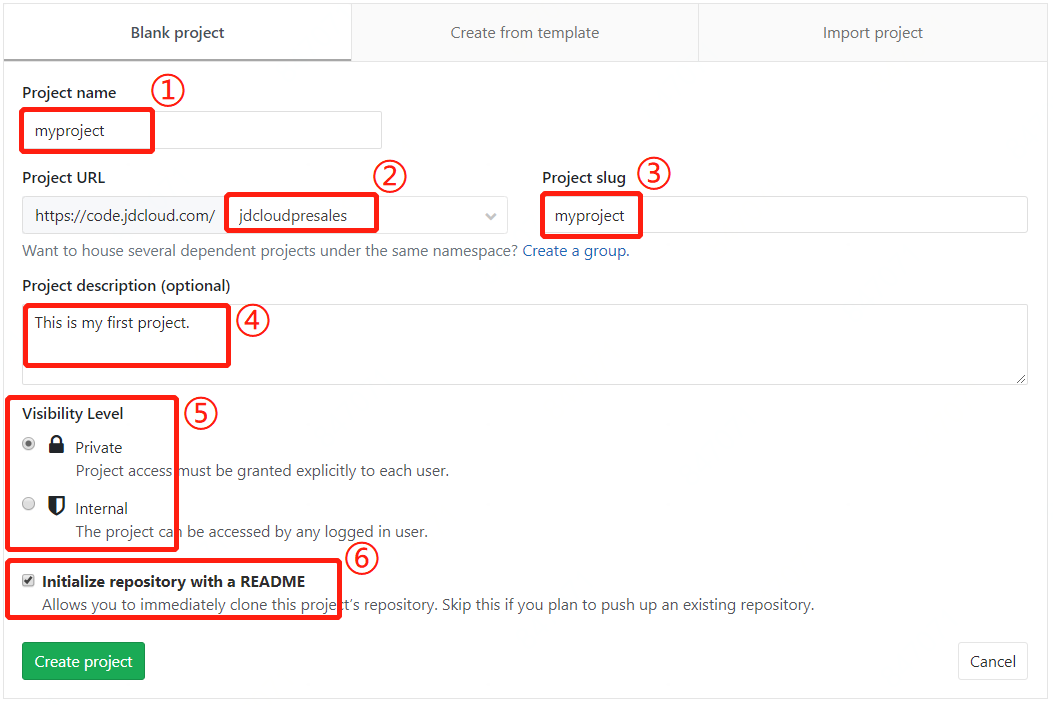 Blank project
Create from template
Import project
Project name
①
myproject
Project URL
②
Project slug
③
https://code.jdcloud.com/
jdcloudpresales
myproject
Want to house several dependent projects under the same namespace? Create a group.
Project description (optional)
This is my first project.
④
Visibility Level
⑤
Private
Project access must be granted explicitly to each user.
Internal
The project can be accessed by any logged in user.
⑥
Initialize repository with a README
Allows you to immediately clone this project's repository. Skip this if you plan to push up an existing repository.
Create project
Cancel